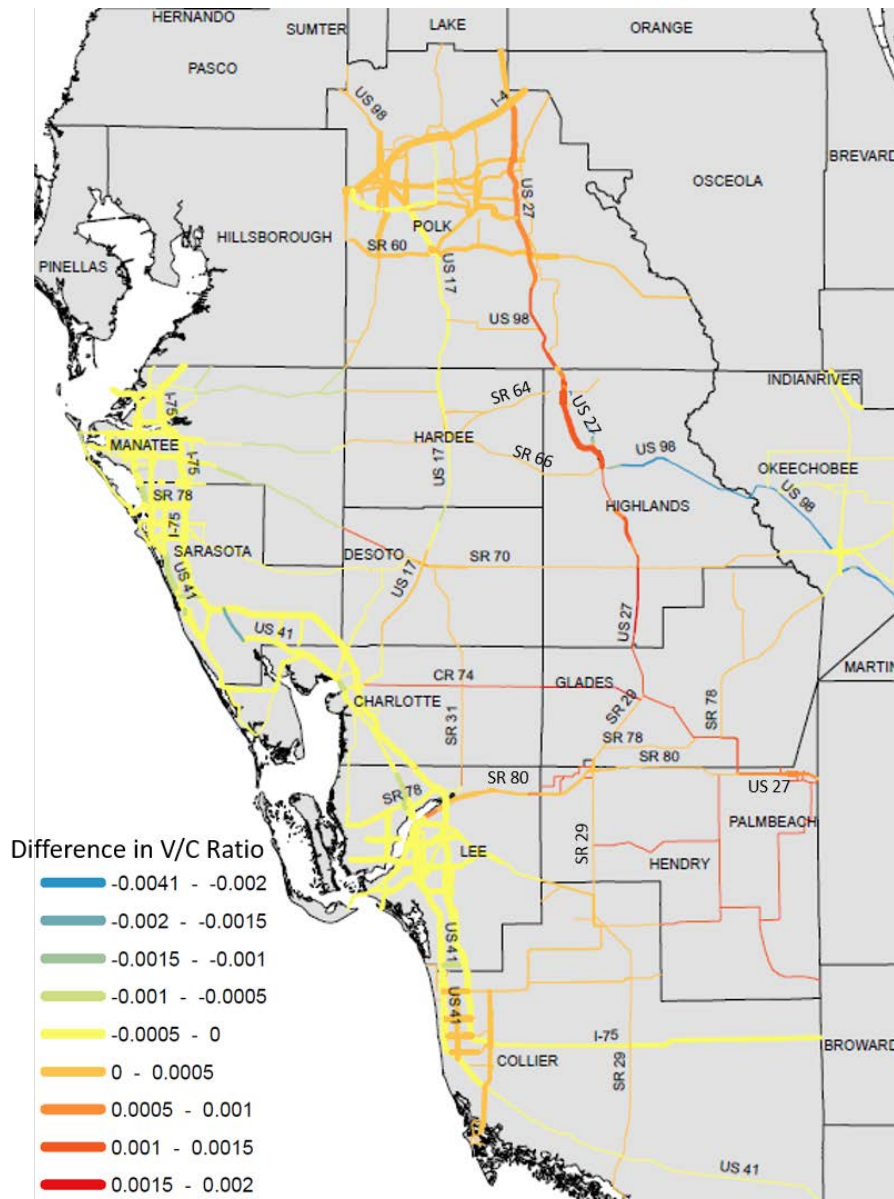 HERNANDO
SUMTER
LAKE
ORANGE
PASCO
US 98
I-4
BREVARD
OSCEOLA
US 27
HILLSBOROUGH
POLK
PINELLAS
SR 60
US 17
US 98
INDIANRIVER
I-75
SR 64
US 27
MANATEE
HARDEE
US 98
I-75
US 17
SR 66
OKEECHOBEE
SR 78
HIGHLANDS
US 98
I-75
SARASOTA
DESOTO
SR 70
US 41
US 17
US 27
US 41
MARTIN
CR 74
GLADES
CHARLOTTE
SR 29
SR 31
SR 78
SR 78
SR 80
SR 80
US 27
SR 78
PALMBEACH
Difference in V/C Ratio
LEE
SR 29
HENDRY
-0.0041 - -0.002
-0.002 - -0.0015
-0.0015 - -0.001
US 41
-0.001 - -0.0005
US 41
-0.0005 - 0
I-75
BROWARD
COLLIER
SR 29
0 - 0.0005
0.0005 - 0.001
0.001 - 0.0015
US 41
0.0015 - 0.002